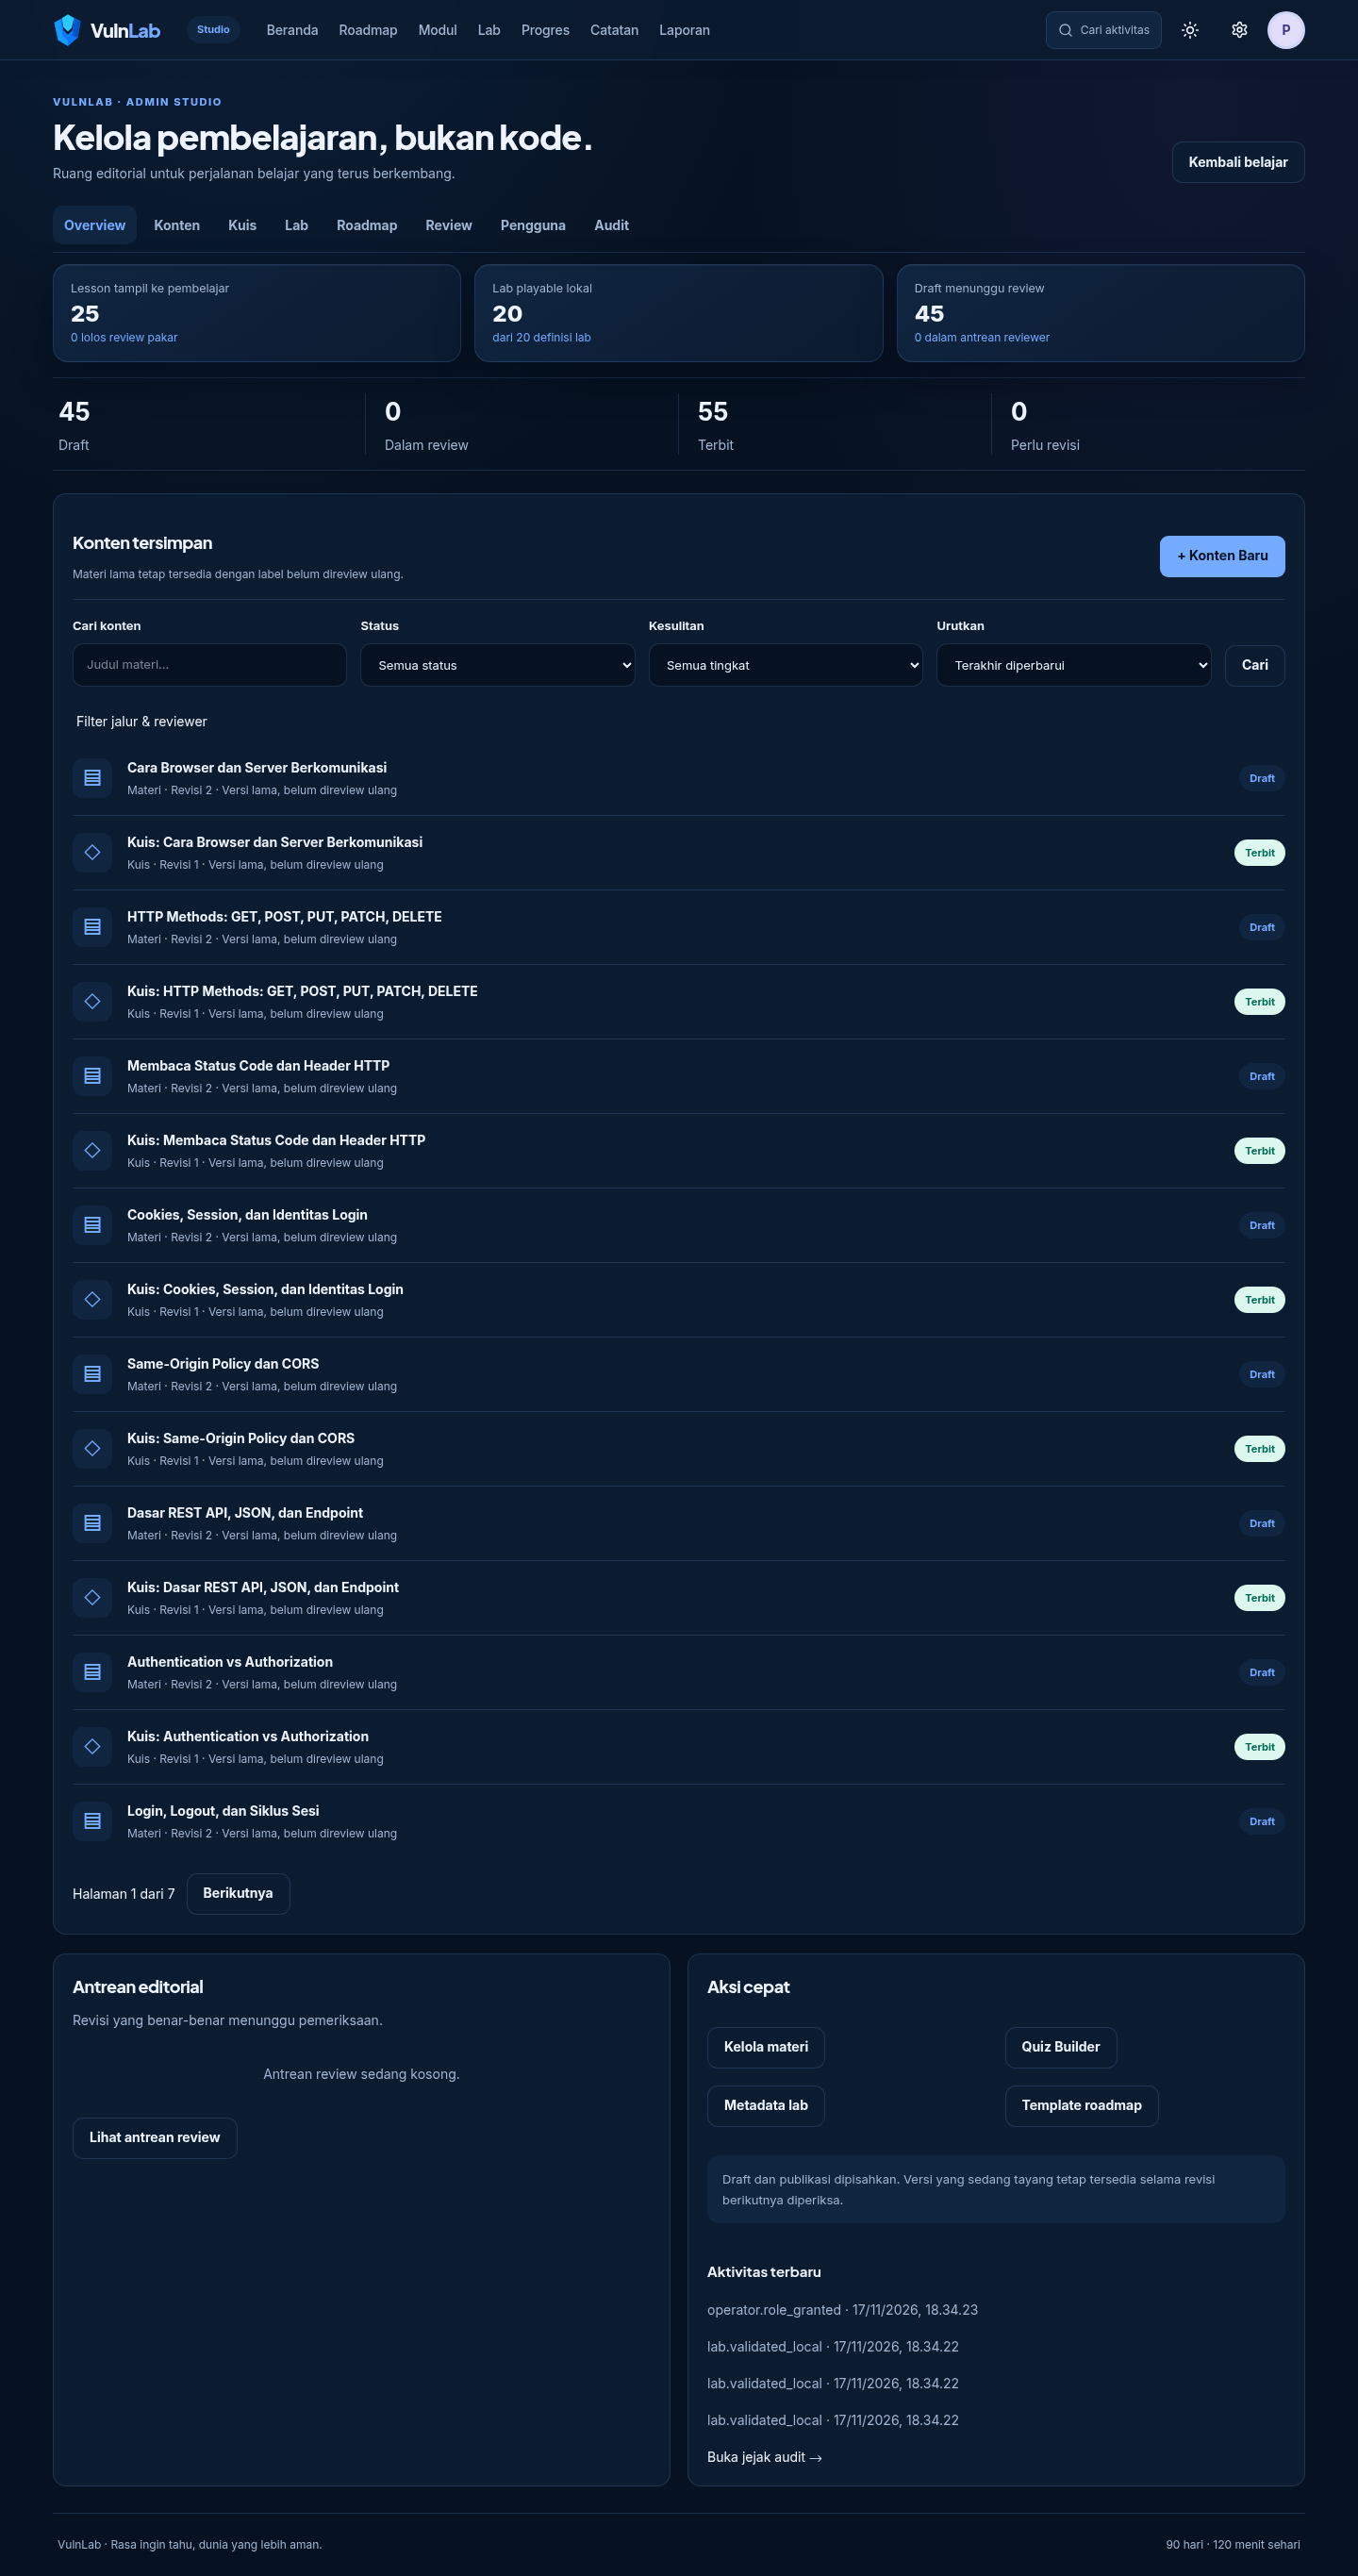 VulnLab Studio Beranda Roadmap Modul Lab Progres Catatan Laporan Cari aktivitas P
VULNLAB · ADMIN STUDIO
Kelola pembelajaran, bukan kode.
Ruang editorial untuk perjalanan belajar yang terus berkembang.
Kembali belajar
Overview Konten Kuis Lab Roadmap Review Pengguna Audit
Lesson tampil ke pembelajar
25
0 lolos review pakar
Lab playable lokal
20
dari 20 definisi lab
Draft menunggu review
45
0 dalam antrean reviewer
45
Draft
0
Dalam review
55
Terbit
0
Perlu revisi
Konten tersimpan
Materi lama tetap tersedia dengan label belum direview ulang.
+ Konten Baru
Cari konten
Judul materi...
Status
Semua status
Kesulitan
Semua tingkat
Urutkan
Terakhir diperbarui
Cari
Filter jalur & reviewer
Cara Browser dan Server Berkomunikasi
Materi · Revisi 2 · Versi lama, belum direview ulang
Draft
Kuis: Cara Browser dan Server Berkomunikasi
Kuis · Revisi 1 · Versi lama, belum direview ulang
Terbit
HTTP Methods: GET, POST, PUT, PATCH, DELETE
Materi · Revisi 2 · Versi lama, belum direview ulang
Draft
Kuis: HTTP Methods: GET, POST, PUT, PATCH, DELETE
Kuis · Revisi 1 · Versi lama, belum direview ulang
Terbit
Membaca Status Code dan Header HTTP
Materi · Revisi 2 · Versi lama, belum direview ulang
Draft
Kuis: Membaca Status Code dan Header HTTP
Kuis · Revisi 1 · Versi lama, belum direview ulang
Terbit
Cookies, Session, dan Identitas Login
Materi · Revisi 2 · Versi lama, belum direview ulang
Draft
Kuis: Cookies, Session, dan Identitas Login
Kuis · Revisi 1 · Versi lama, belum direview ulang
Terbit
Same-Origin Policy dan CORS
Materi · Revisi 2 · Versi lama, belum direview ulang
Draft
Kuis: Same-Origin Policy dan CORS
Kuis · Revisi 1 · Versi lama, belum direview ulang
Terbit
Dasar REST API, JSON, dan Endpoint
Materi · Revisi 2 · Versi lama, belum direview ulang
Draft
Kuis: Dasar REST API, JSON, dan Endpoint
Kuis · Revisi 1 · Versi lama, belum direview ulang
Terbit
Authentication vs Authorization
Materi · Revisi 2 · Versi lama, belum direview ulang
Draft
Kuis: Authentication vs Authorization
Kuis · Revisi 1 · Versi lama, belum direview ulang
Terbit
Login, Logout, dan Siklus Sesi
Materi · Revisi 2 · Versi lama, belum direview ulang
Draft
Halaman 1 dari 7 Berikutnya
Antrean editorial
Revisi yang benar-benar menunggu pemeriksaan.
Antrean review sedang kosong.
Lihat antrean review
Aksi cepat
Kelola materi Quiz Builder
Metadata lab Template roadmap
Draft dan publikasi dipisahkan. Versi yang sedang tayang tetap tersedia selama revisi
berikutnya diperiksa.
Aktivitas terbaru
operator.role_granted · 17/11/2026, 18.34.23
lab.validated_local · 17/11/2026, 18.34.22
lab.validated_local · 17/11/2026, 18.34.22
lab.validated_local · 17/11/2026, 18.34.22
Buka jejak audit →
VulnLab · Rasa ingin tahu, dunia yang lebih aman.
90 hari · 120 menit sehari